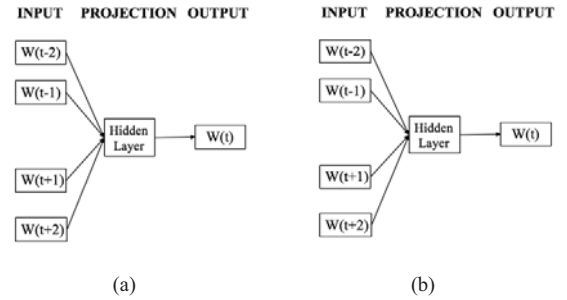 INPUT PROJECTION OUTPUT
W(t-2)
W(t-1)
Hidden
Layer
W(t)
W(t+1)
W(t+2)
(a)
INPUT PROJECTION OUTPUT
W(t-2)
W(t-1)
Hidden
Layer
W(t)
W(t+1)
W(t+2)
(b)